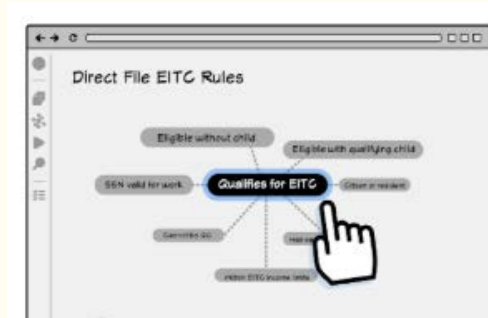 Direct File EITC Rules
Eligible without child
Eligible with qualifying child
SSN valid for work
Qualifies for EITC
Citizen or resident
Within EITC income limits